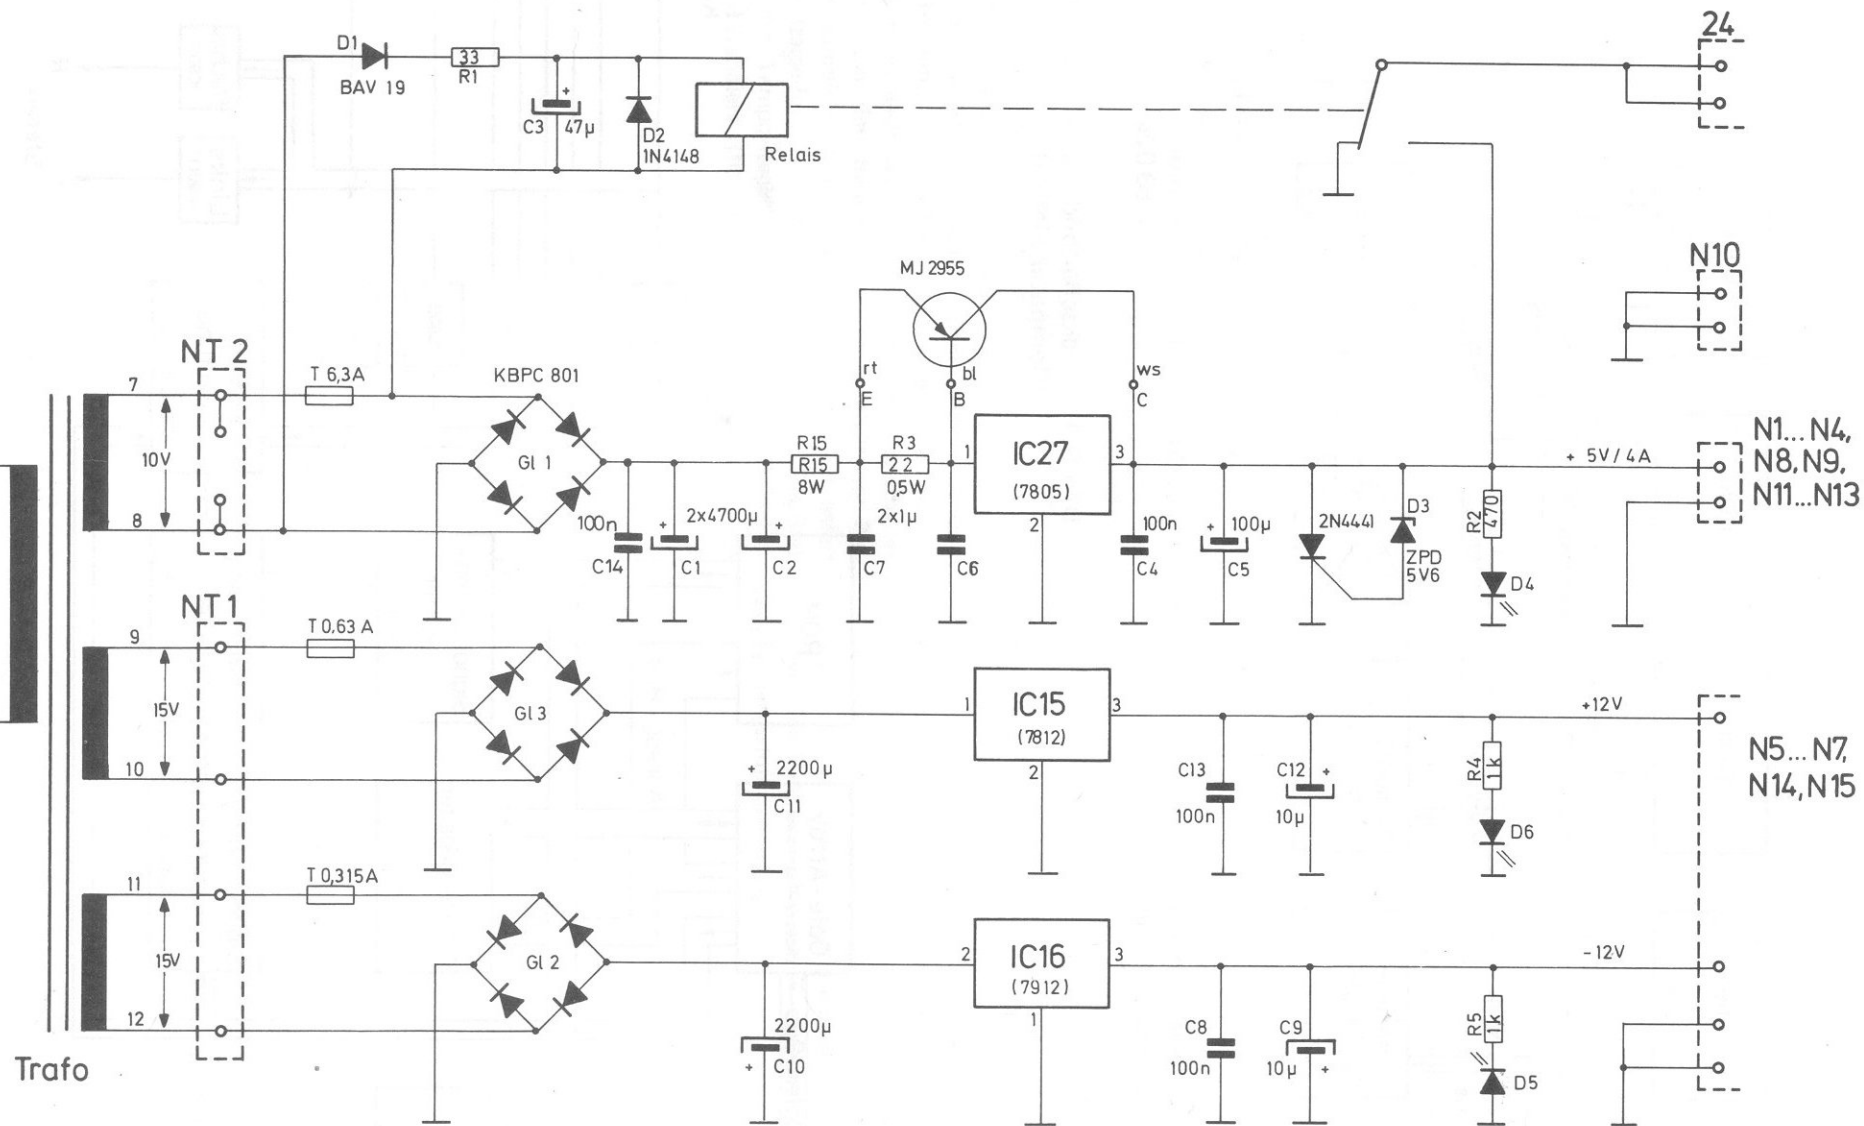 24
D1
33
R1
BAV 19
+
C3
47µ
D2
1N4148
Relais
MJ 2955
N10
NT 2
T 6,3A
KBPC 801
rt
E
bl
B
ws
C
7
10V
8
Gl 1
R15
R15
8W
R3
2 2
0,5W
1
IC27
(7805)
3
2
+ 5V / 4A
N1...N4,
N8,N9,
N11...N13
100n
C14
+
2x4700µ
C1
+
C2
2x1µ
C7
C6
100n
C4
+
100µ
C5
2N4441
D3
ZPD
5V6
R2
470
D4
NT 1
9
T 0,63 A
15V
10
Gl 3
1
IC15
(7812)
3
2
+12V
+
2200µ
C11
C13
100n
C12
+
10µ
R4
1k
D6
N5...N7,
N14,N15
11
T 0,315A
15V
12
Gl 2
2
IC16
(7912)
3
1
-12V
2200µ
+
C10
C8
100n
C9
10µ
+
R5
1k
D5
Trafo